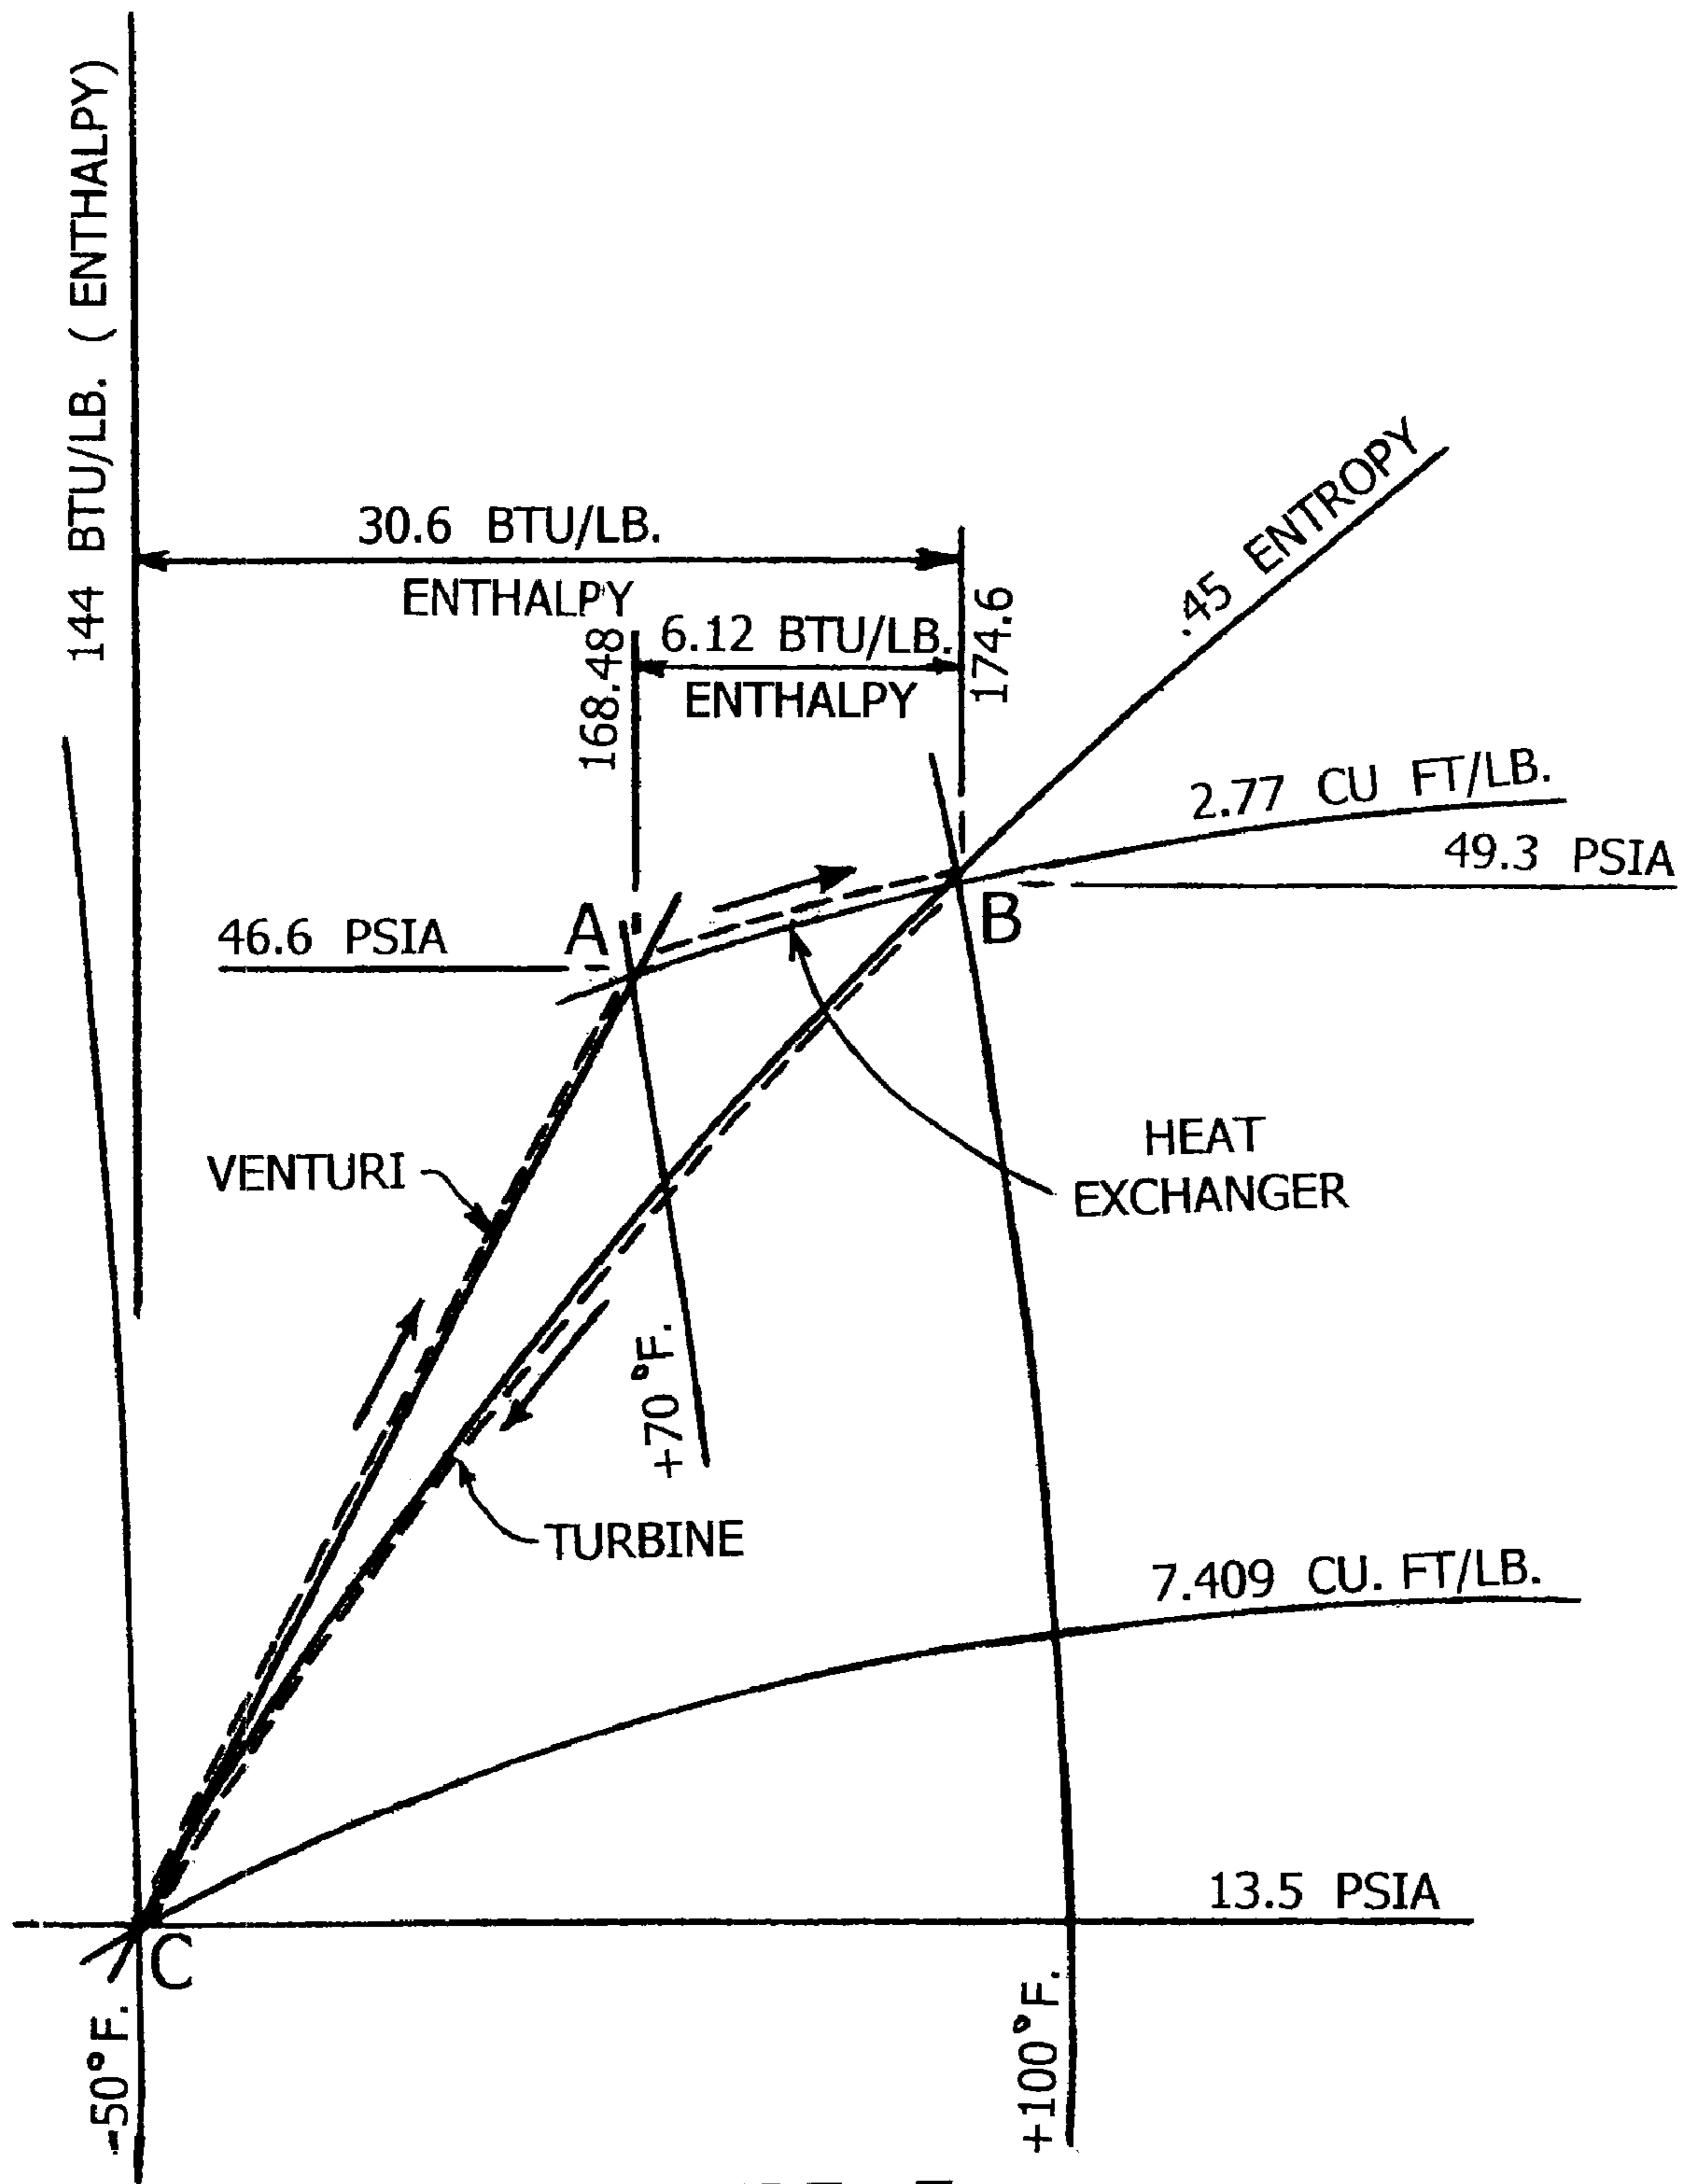 144 BTU/LB. ( ENTHALPY)
30.6 BTU/LB.
ENTHALPY
6.12 BTU/LB.
ENTHALPY
168.48
174.6
.45 ENTROPY
2.77 CU FT/LB.
49.3 PSIA
46.6 PSIA
A
B
VENTURI
HEAT
EXCHANGER
+70°F.
TURBINE
7.409 CU. FT/LB.
13.5 PSIA
C
-50°F.
+100°F.